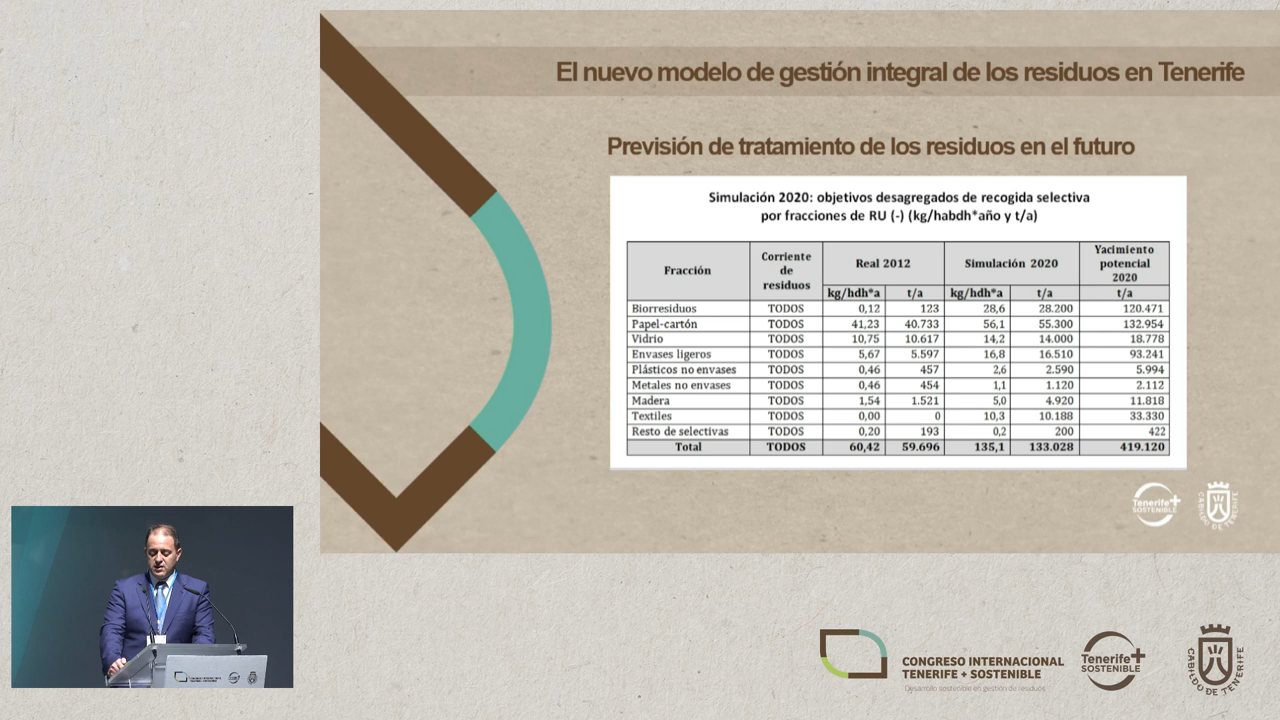 El nuevo modelo de gestión integral de los residuos en Tenerife
Previsión de tratamiento de los residuos en el futuro
Simulación 2020: objetivos desagregados de recogida selectiva
por fracciones de RU (-) (kg/habdh*año y t/a)
Fracción Corriente de residuos Real 2012 Simulación 2020 Yacimiento potencial 2020
kg/hdh*a t/a kg/hdh*a t/a t/a
Biorresiduos TODOS 0,12 123 28,6 28.200 120.471
Papel-cartón TODOS 41,23 40.733 56,1 55.300 132.954
Vidrio TODOS 10,75 10.617 14,2 14.000 18.778
Envases ligeros TODOS 5,67 5.597 16,8 16.510 93.241
Plásticos no envases TODOS 0,46 457 2,6 2.590 5.994
Metales no envases TODOS 0,46 454 1,1 1.120 2.112
Madera TODOS 1,54 1.521 5,0 4.920 11.818
Textiles TODOS 0,00 0 10,3 10.188 33.330
Resto de selectivas TODOS 0,20 193 0,2 200 422
Total TODOS 60,42 59.696 135,1 133.028 419.120
Tenerife+
SOSTENIBLE
CABILDO DE TENERIFE
CONGRESO INTERNACIONAL
TENERIFE + SOSTENIBLE
Desarrollo sostenible en gestión de residuos
Tenerife+
SOSTENIBLE
CABILDO DE TENERIFE